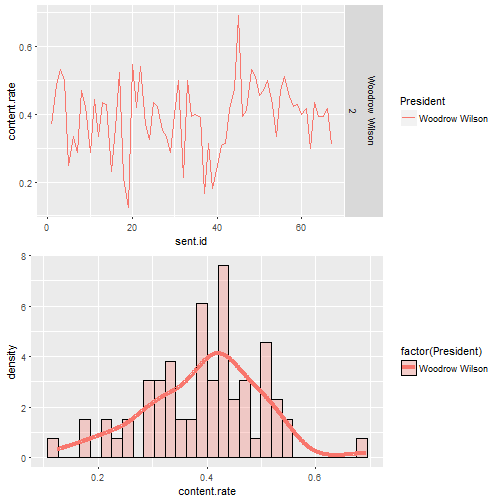 content.rate
0.6
0.4
0.2
0 20 40 60
sent.id
Woodrow Wilson
2
President
Woodrow Wilson
density
8
6
4
2
0
0.2 0.4 0.6
content.rate
factor(President)
Woodrow Wilson